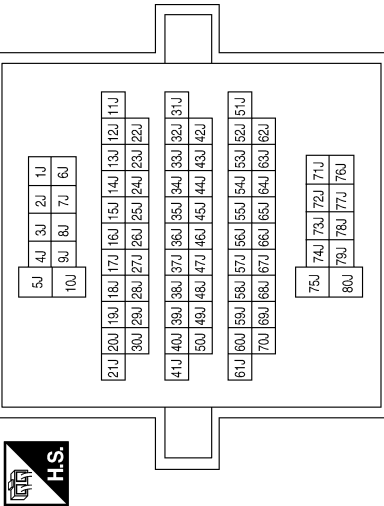 H.S.
5J 4J 3J 2J 1J
10J 9J 8J 7J 6J
21J 20J 19J 18J 17J 16J 15J 14J 13J 12J 11J
30J 29J 28J 27J 26J 25J 24J 23J 22J
41J 40J 39J 38J 37J 36J 35J 34J 33J 32J 31J
50J 49J 48J 47J 46J 45J 44J 43J 42J
61J 60J 59J 58J 57J 56J 55J 54J 53J 52J 51J
70J 69J 68J 67J 66J 65J 64J 63J 62J
75J 74J 73J 72J 71J
80J 79J 78J 77J 76J